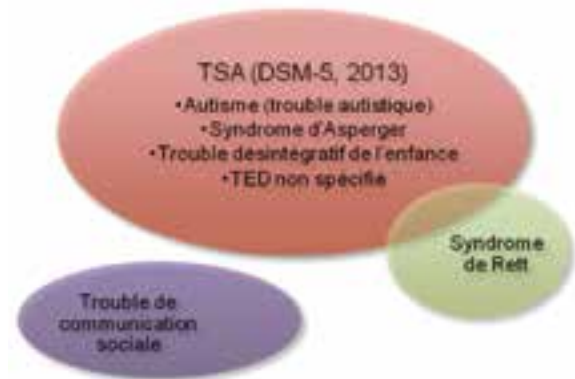 TSA (DSM-5, 2013)
•Autisme (trouble autistique)
•Syndrome d'Asperger
•Trouble désintégratif de l'enfance
•TED non spécifié
Syndrome
de Rett
Trouble de
communication
sociale